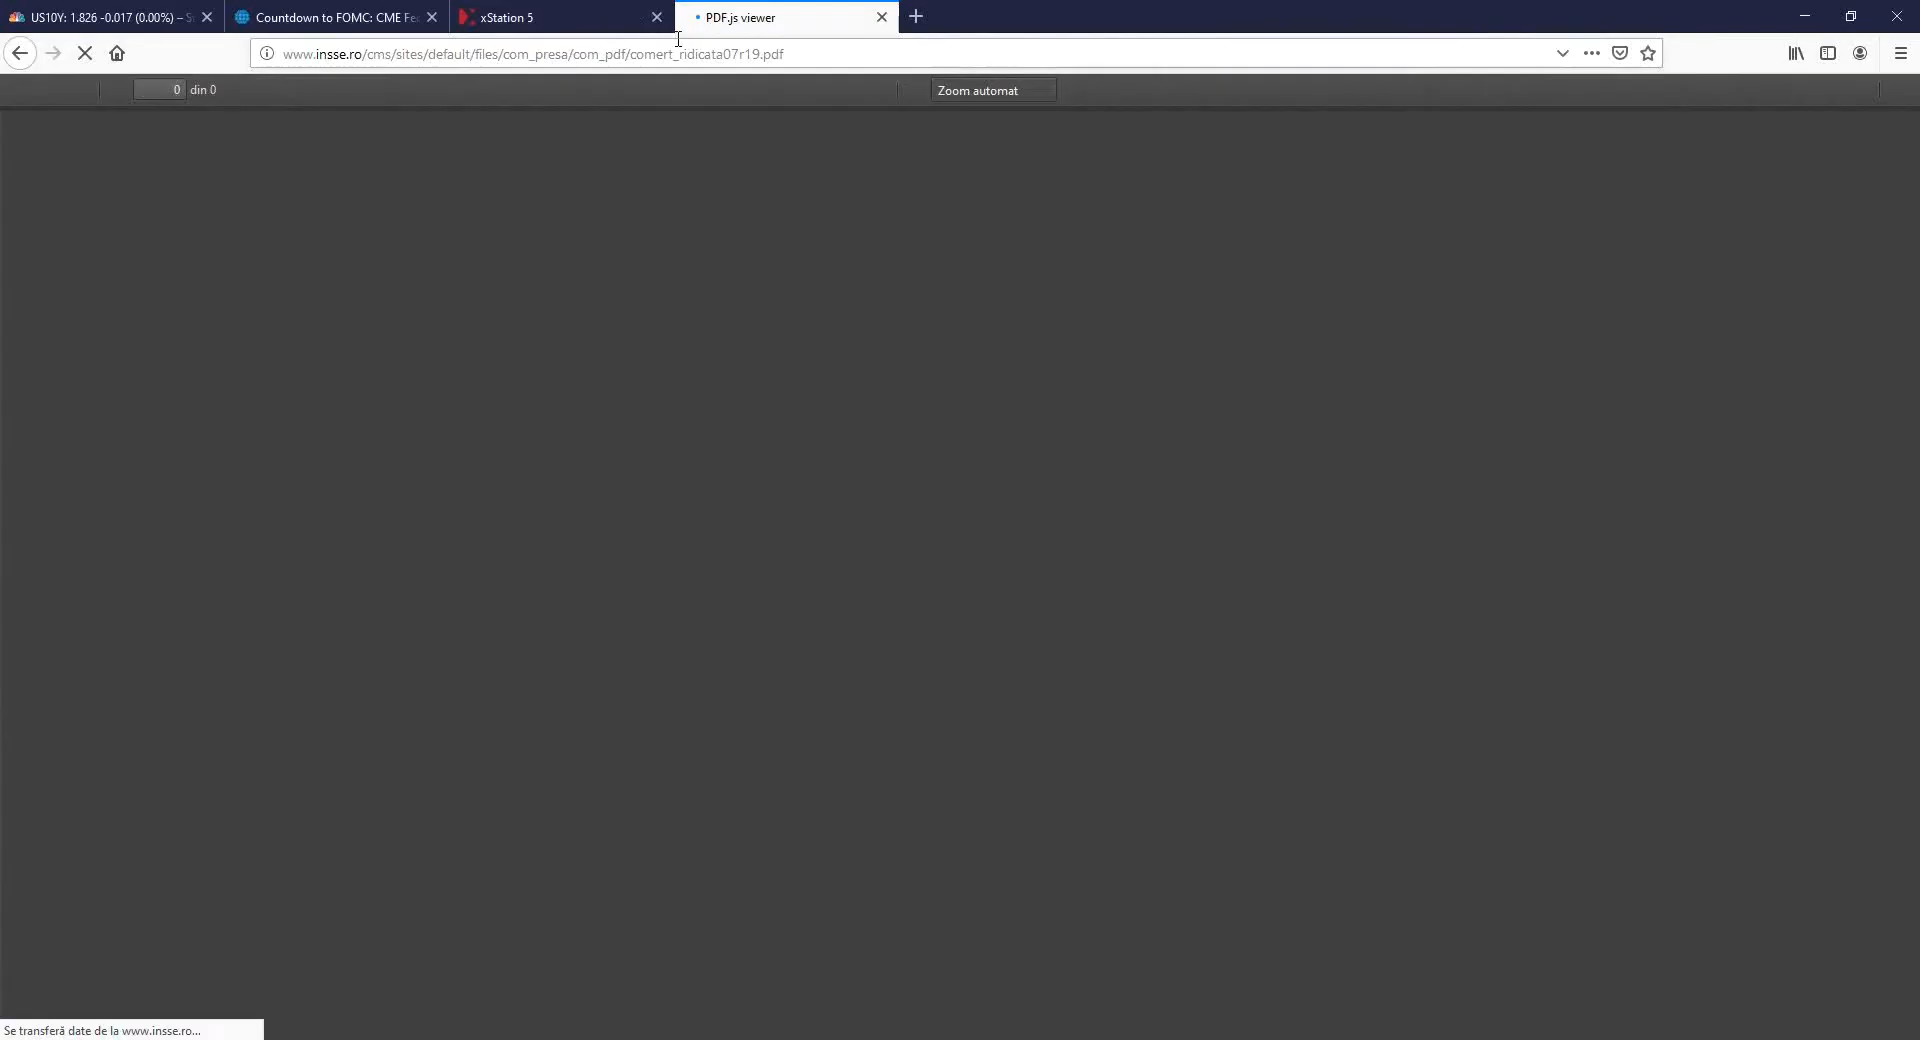 US10Y: 1.826 -0.017 (0.00%) – S
Countdown to FOMC: CME Fe
xStation 5
PDF.js viewer
www.insse.ro/cms/sites/default/files/com_presa/com_pdf/comert_ridicata07r19.pdf
0 din 0
Zoom automat
Se transferă date de la www.insse.ro...